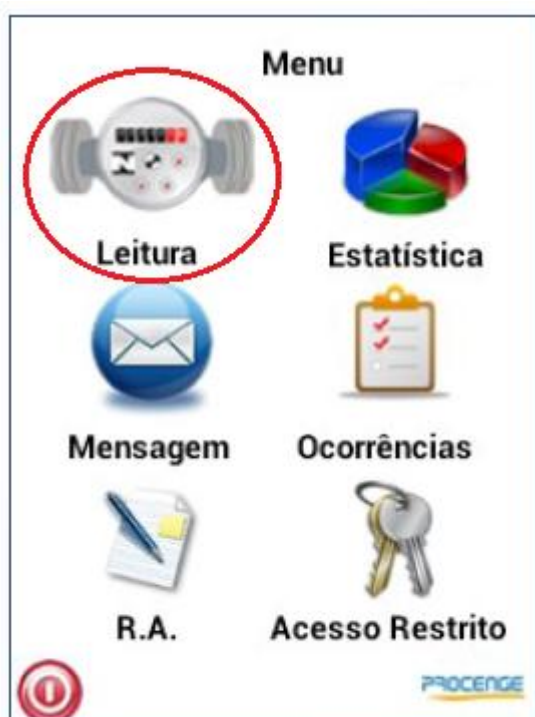 Menu
Leitura Estatística
Mensagem Ocorrências
R.A. Acesso Restrito
PROCENGE